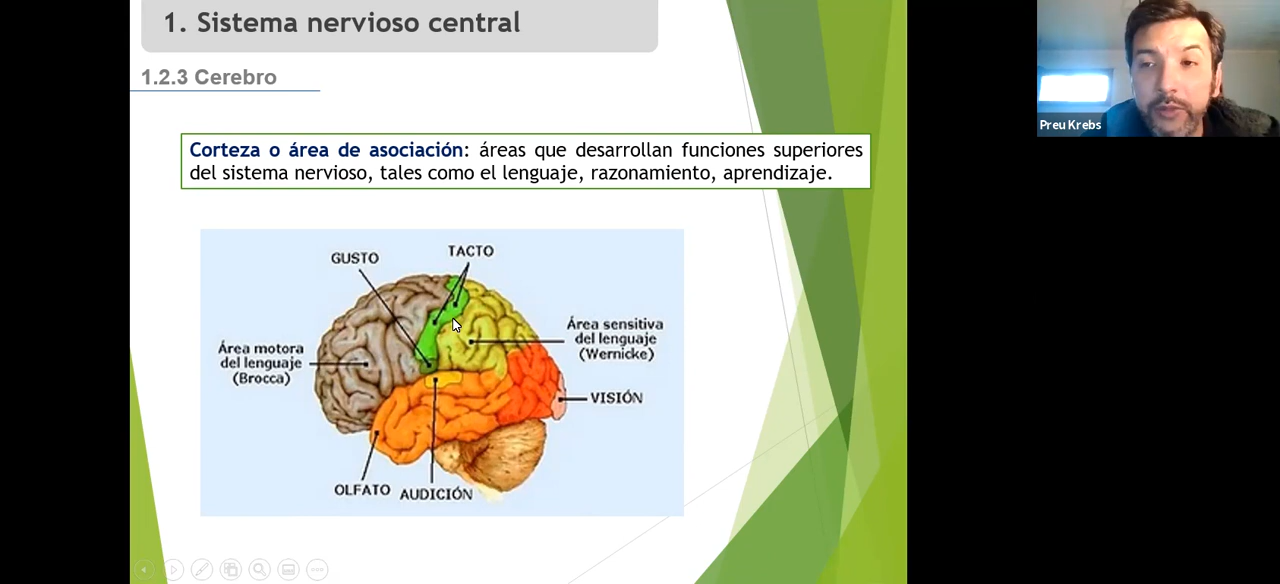 1. Sistema nervioso central
1.2.3 Cerebro
Preu Krebs
Corteza o área de asociación: áreas que desarrollan funciones superiores
del sistema nervioso, tales como el lenguaje, razonamiento, aprendizaje.
GUSTO
TACTO
Área motora
del lenguaje
(Brocca)
Área sensitiva
del lenguaje
(Wernicke)
VISIÓN
OLFATO
AUDICIÓN